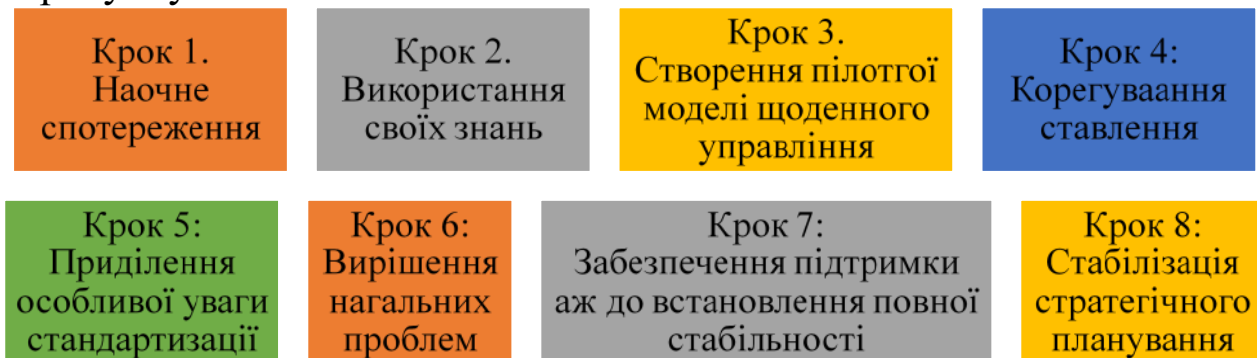 Крок 1.
Наочне
спотереження
Крок 2.
Використання
своїх знань
Крок 3.
Створення пілотгої
моделі щоденного
управління
Крок 4:
Корегуваання
ставлення
Крок 5:
Приділення
особливої уваги
стандартизації
Крок 6:
Вирішення
нагальних
проблем
Крок 7:
Забезпечення підтримки
аж до встановлення повної
стабільності
Крок 8:
Стабілізація
стратегічного
планування